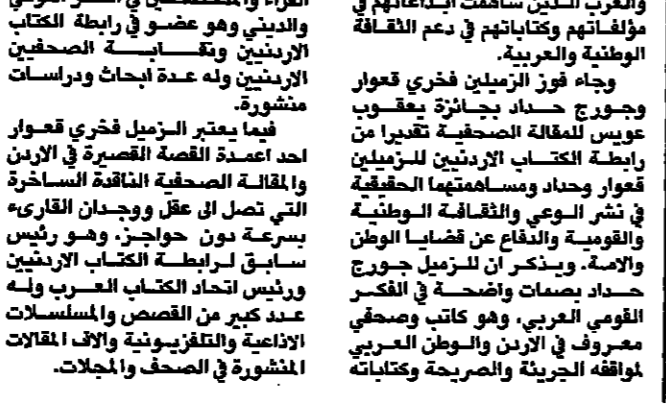 والعرب الذين ساهمت ابداعاتهم في
مؤلفاتهم وكتاباتهم في دعم الثقافة
الوطنية والعربية.
وجاء فوز الزميلين فخري قعوار
وجورج حداد بجائزة يعقوب
عويس للمقالة الصحفية تقديرا من
رابطة الكتاب الاردنيين للزميلين
قعوار وحداد ومساهمتهما الحقيقية
في نشر الوعي والثقافة الوطنية
والقومية والدفاع عن قضايا الوطن
والامة. ويذكر ان للزميل جورج
حداد بصمات واضحة في الفكر
القومي العربي، وهو كاتب وصحفي
معروف في الاردن والوطن العربي
لمواقفه الجريئة والصريحة وكتاباته
والديني وهو عضو في رابطة الكتاب
الاردنيين ونقابة الصحفيين
الاردنيين وله عدة ابحاث ودراسات
منشورة.
فيما يعتبر الزميل فخري قعوار
احد اعمدة القصة القصيرة في الاردن
والمقالة الصحفية الناقدة الساخرة
التي تصل الى عقل ووجدان القارىء
بسرعة دون حواجز. وهو رئيس
سابق لرابطة الكتاب الاردنيين
ورئيس اتحاد الكتاب العرب وله
عدد كبير من القصص والمسلسلات
الاذاعية والتلفزيونية والاف المقالات
المنشورة في الصحف والمجلات.